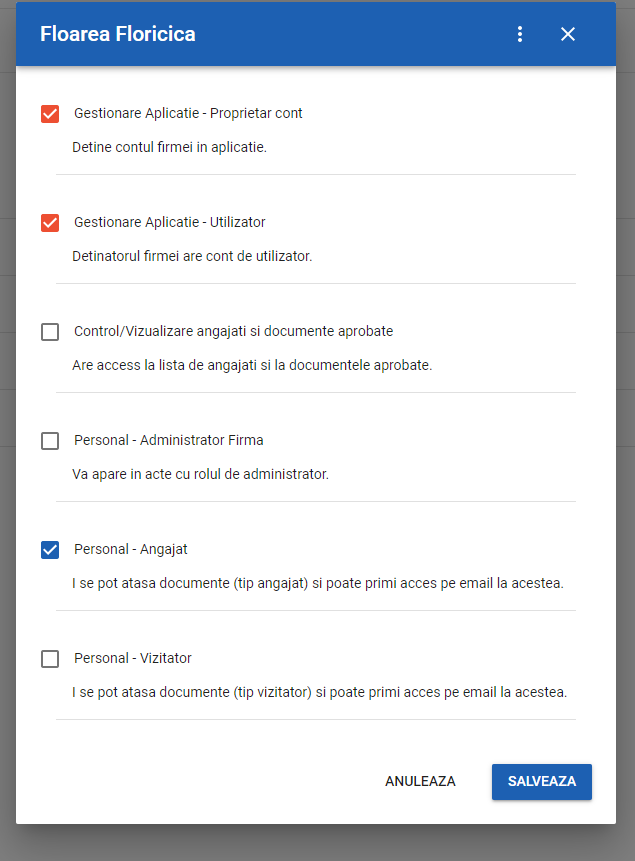 Floarea Floricica
Gestionare Aplicatie - Proprietar cont
Detine contul firmei in aplicatie.
Gestionare Aplicatie - Utilizator
Detinatorul firmei are cont de utilizator.
Control/Vizualizare angajati si documente aprobate
Are access la lista de angajati si la documentele aprobate.
Personal - Administrator Firma
Va apare in acte cu rolul de administrator.
Personal - Angajat
I se pot atasa documente (tip angajat) si poate primi acces pe email la acestea.
Personal - Vizitator
I se pot atasa documente (tip vizitator) si poate primi acces pe email la acestea.
ANULEAZA SALVEAZA